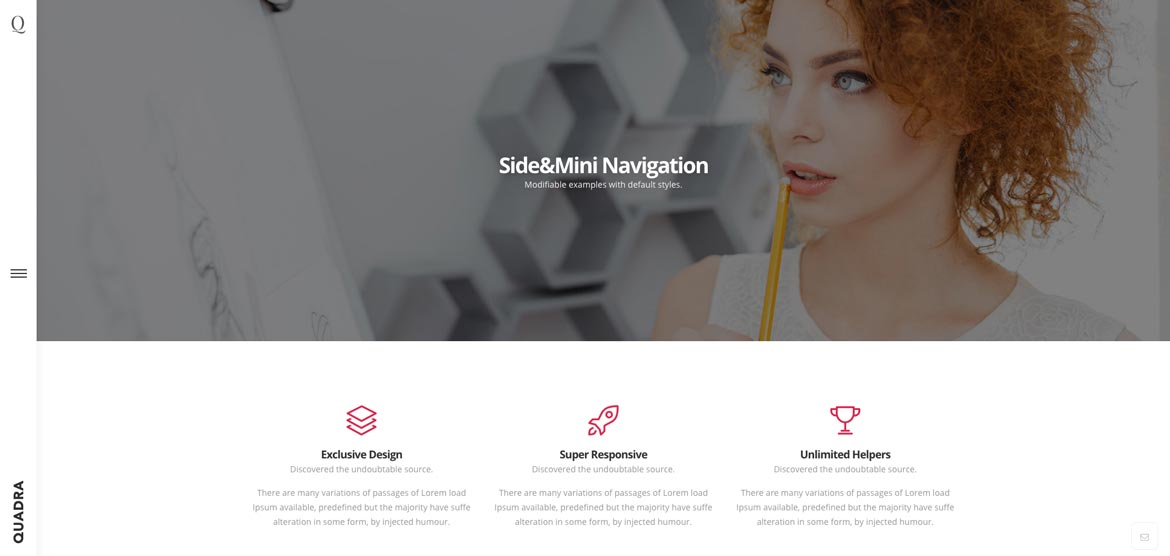 Q
Side&Mini Navigation
Modifiable examples with default styles.
Exclusive Design
Discovered the undoubtable source.
There are many variations of passages of Lorem load
Ipsum available, predefined but the majority have suffe
alteration in some form, by injected humour.
Super Responsive
Discovered the undoubtable source.
There are many variations of passages of Lorem load
Ipsum available, predefined but the majority have suffe
alteration in some form, by injected humour.
Unlimited Helpers
Discovered the undoubtable source.
There are many variations of passages of Lorem load
Ipsum available, predefined but the majority have suffe
alteration in some form, by injected humour.
QUADRA